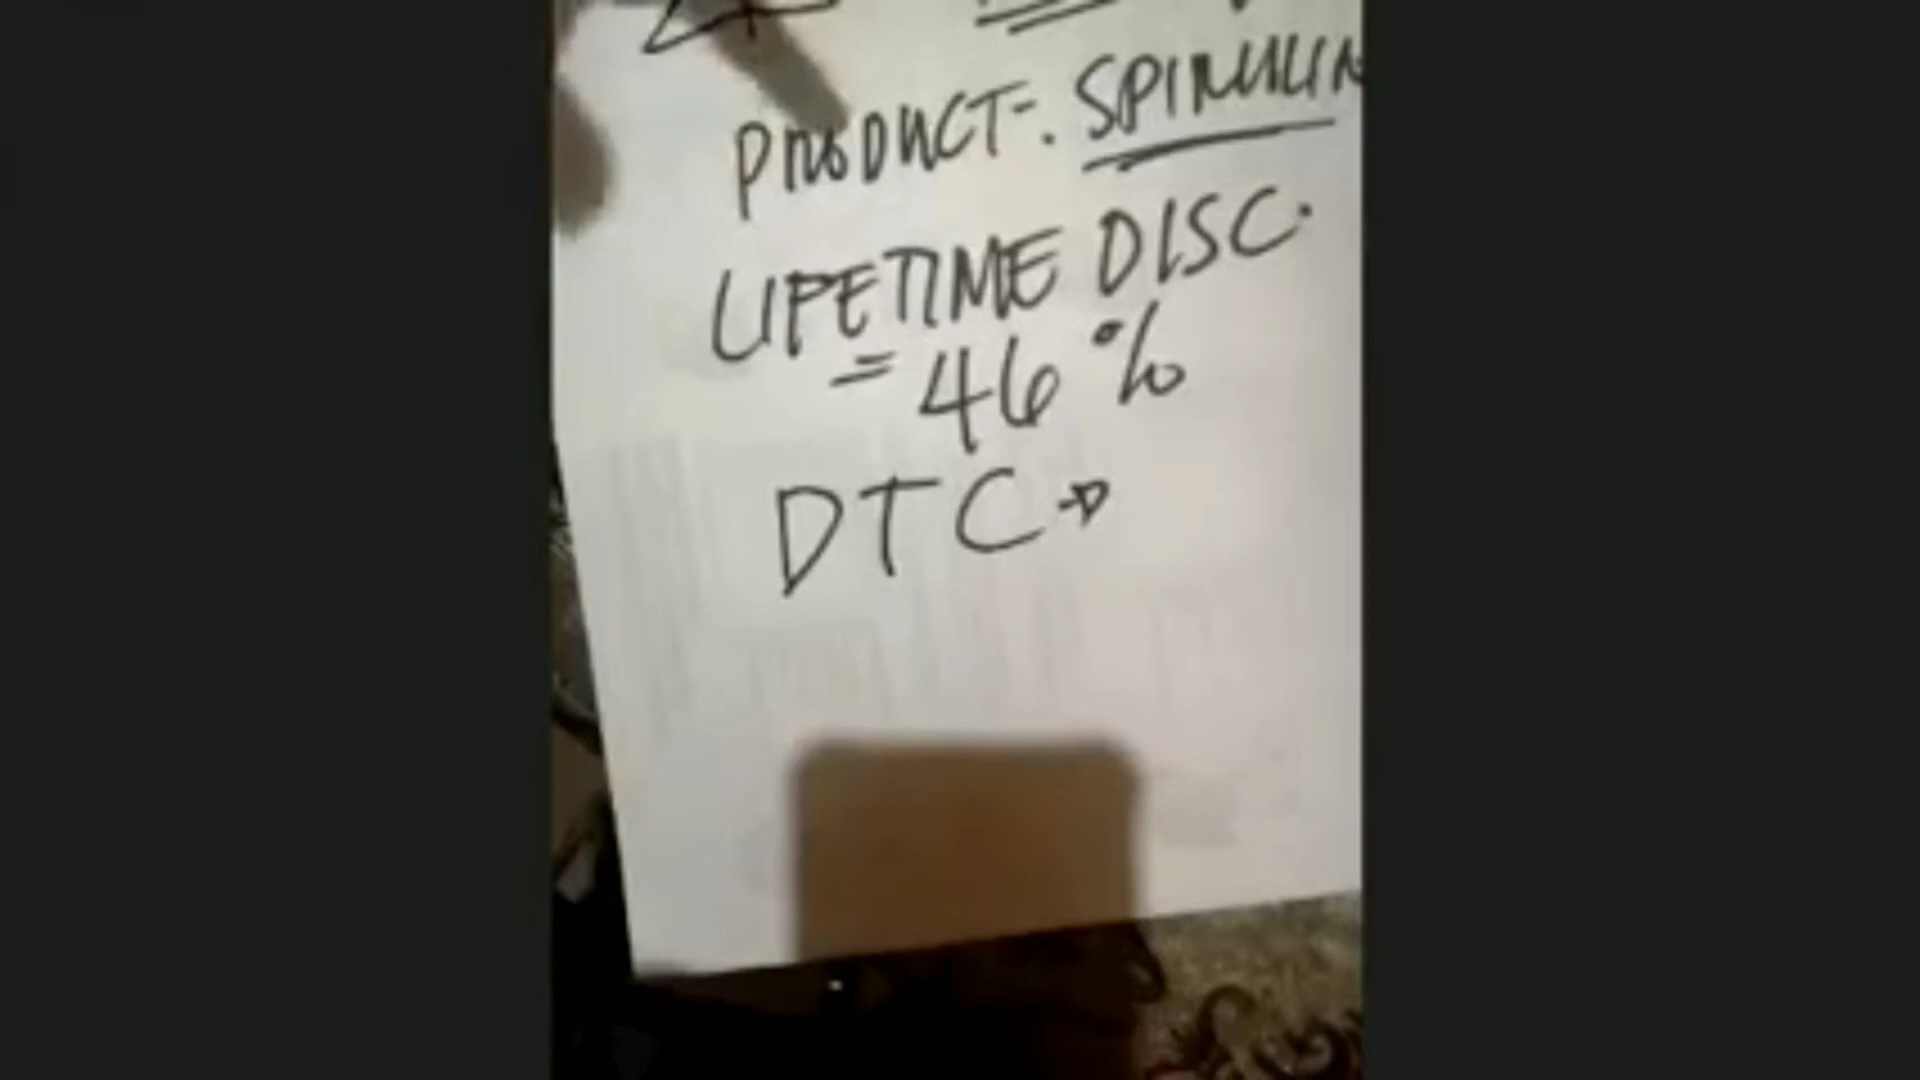 PRODUCT:. SPIRULIN
LIFETIME DISC.
= 46%
DTC →